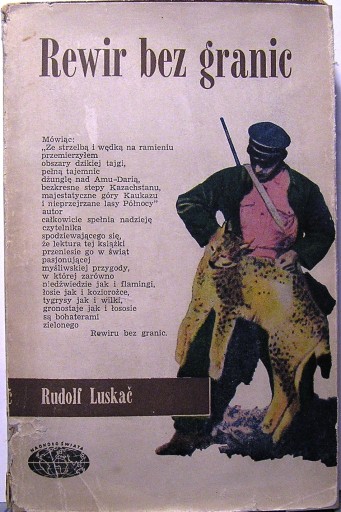 Rewir bez granic
Mówiąc:
„Ze strzelbą i wędką na ramieniu
przemierzyłem
obszary dzikiej tajgi,
pełną tajemnic
dżunglę nad Amu-Darią,
bezkresne stepy Kazachstanu,
majestatyczne góry Kaukazu
i nieprzejrzane lasy Północy”
autor
całkowicie spełnia nadzieję
czytelnika
spodziewającego się,
że lektura tej książki
przeniesie go w świat
pasjonującej
myśliwskiej przygody,
w której zarówno
niedźwiedzie jak i flamingi,
łosie jak i koziorożce,
tygrysy jak i wilki,
gronostaje jak i łososie
są bohaterami
zielonego
Rewiru bez granic.
Rudolf Luskač
NAOKOŁO ŚWIATA